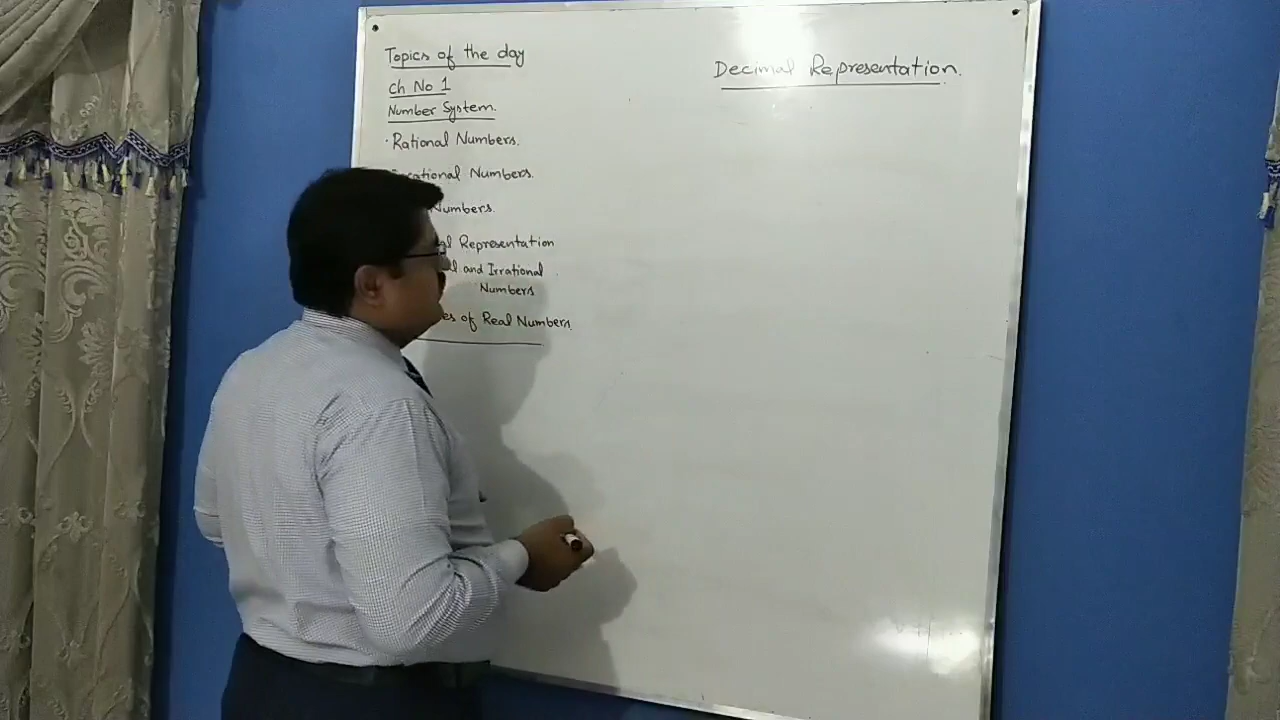 Topics of the day
Ch No 1
Number System.
· Rational Numbers.
Numbers.
Numbers.
Representation
and Irrational
Numbers
of Real Numbers.
Decimal Representation.